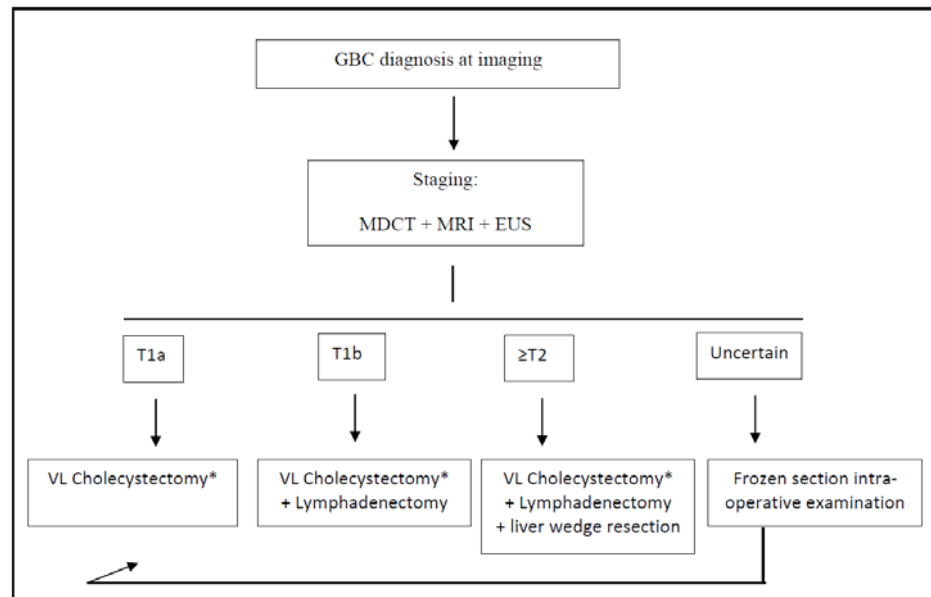 GBC diagnosis at imaging
Staging:
MDCT + MRI + EUS
T1a
T1b
≥T2
Uncertain
VL Cholecystectomy*
VL Cholecystectomy*
+ Lymphadenectomy
VL Cholecystectomy*
+ Lymphadenectomy
+ liver wedge resection
Frozen section intra-
operative examination